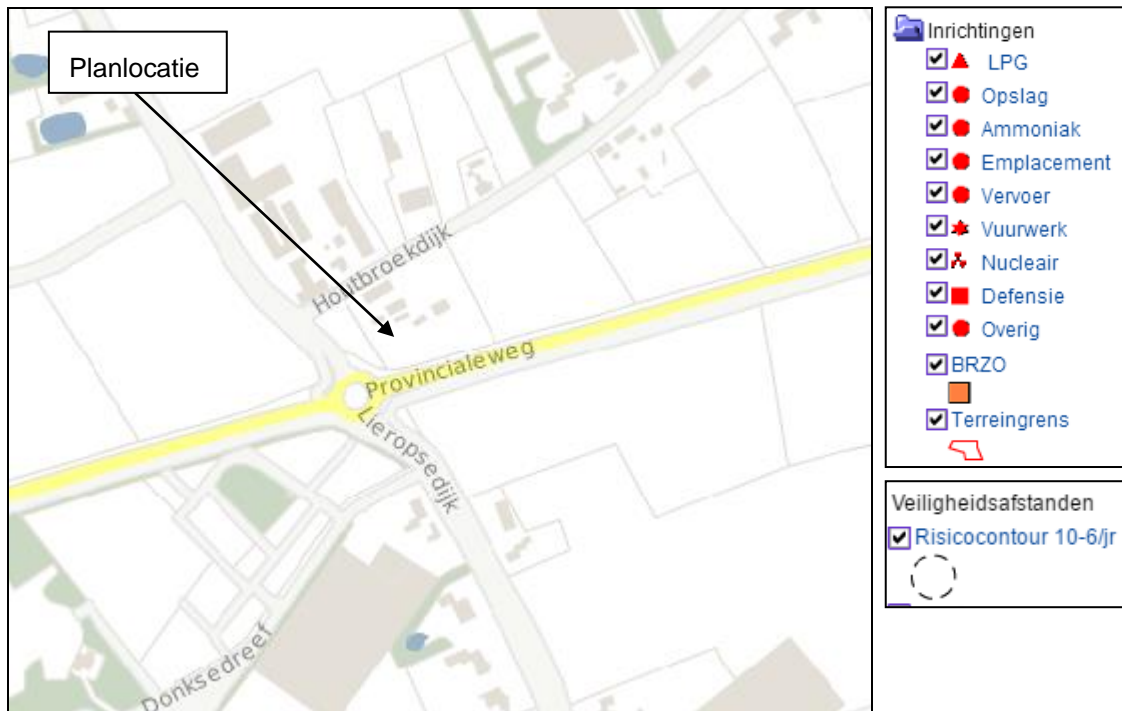 Planlocatie
Houtbroekdijk
Provincialeweg
Lieropsedijk
Donksedreef
Inrichtingen
LPG
Opslag
Ammoniak
Emplacement
Vervoer
Vuurwerk
Nucleair
Defensie
Overig
BRZO
Terreingrens
Veiligheidsafstanden
Risicocontour 10-6/jr